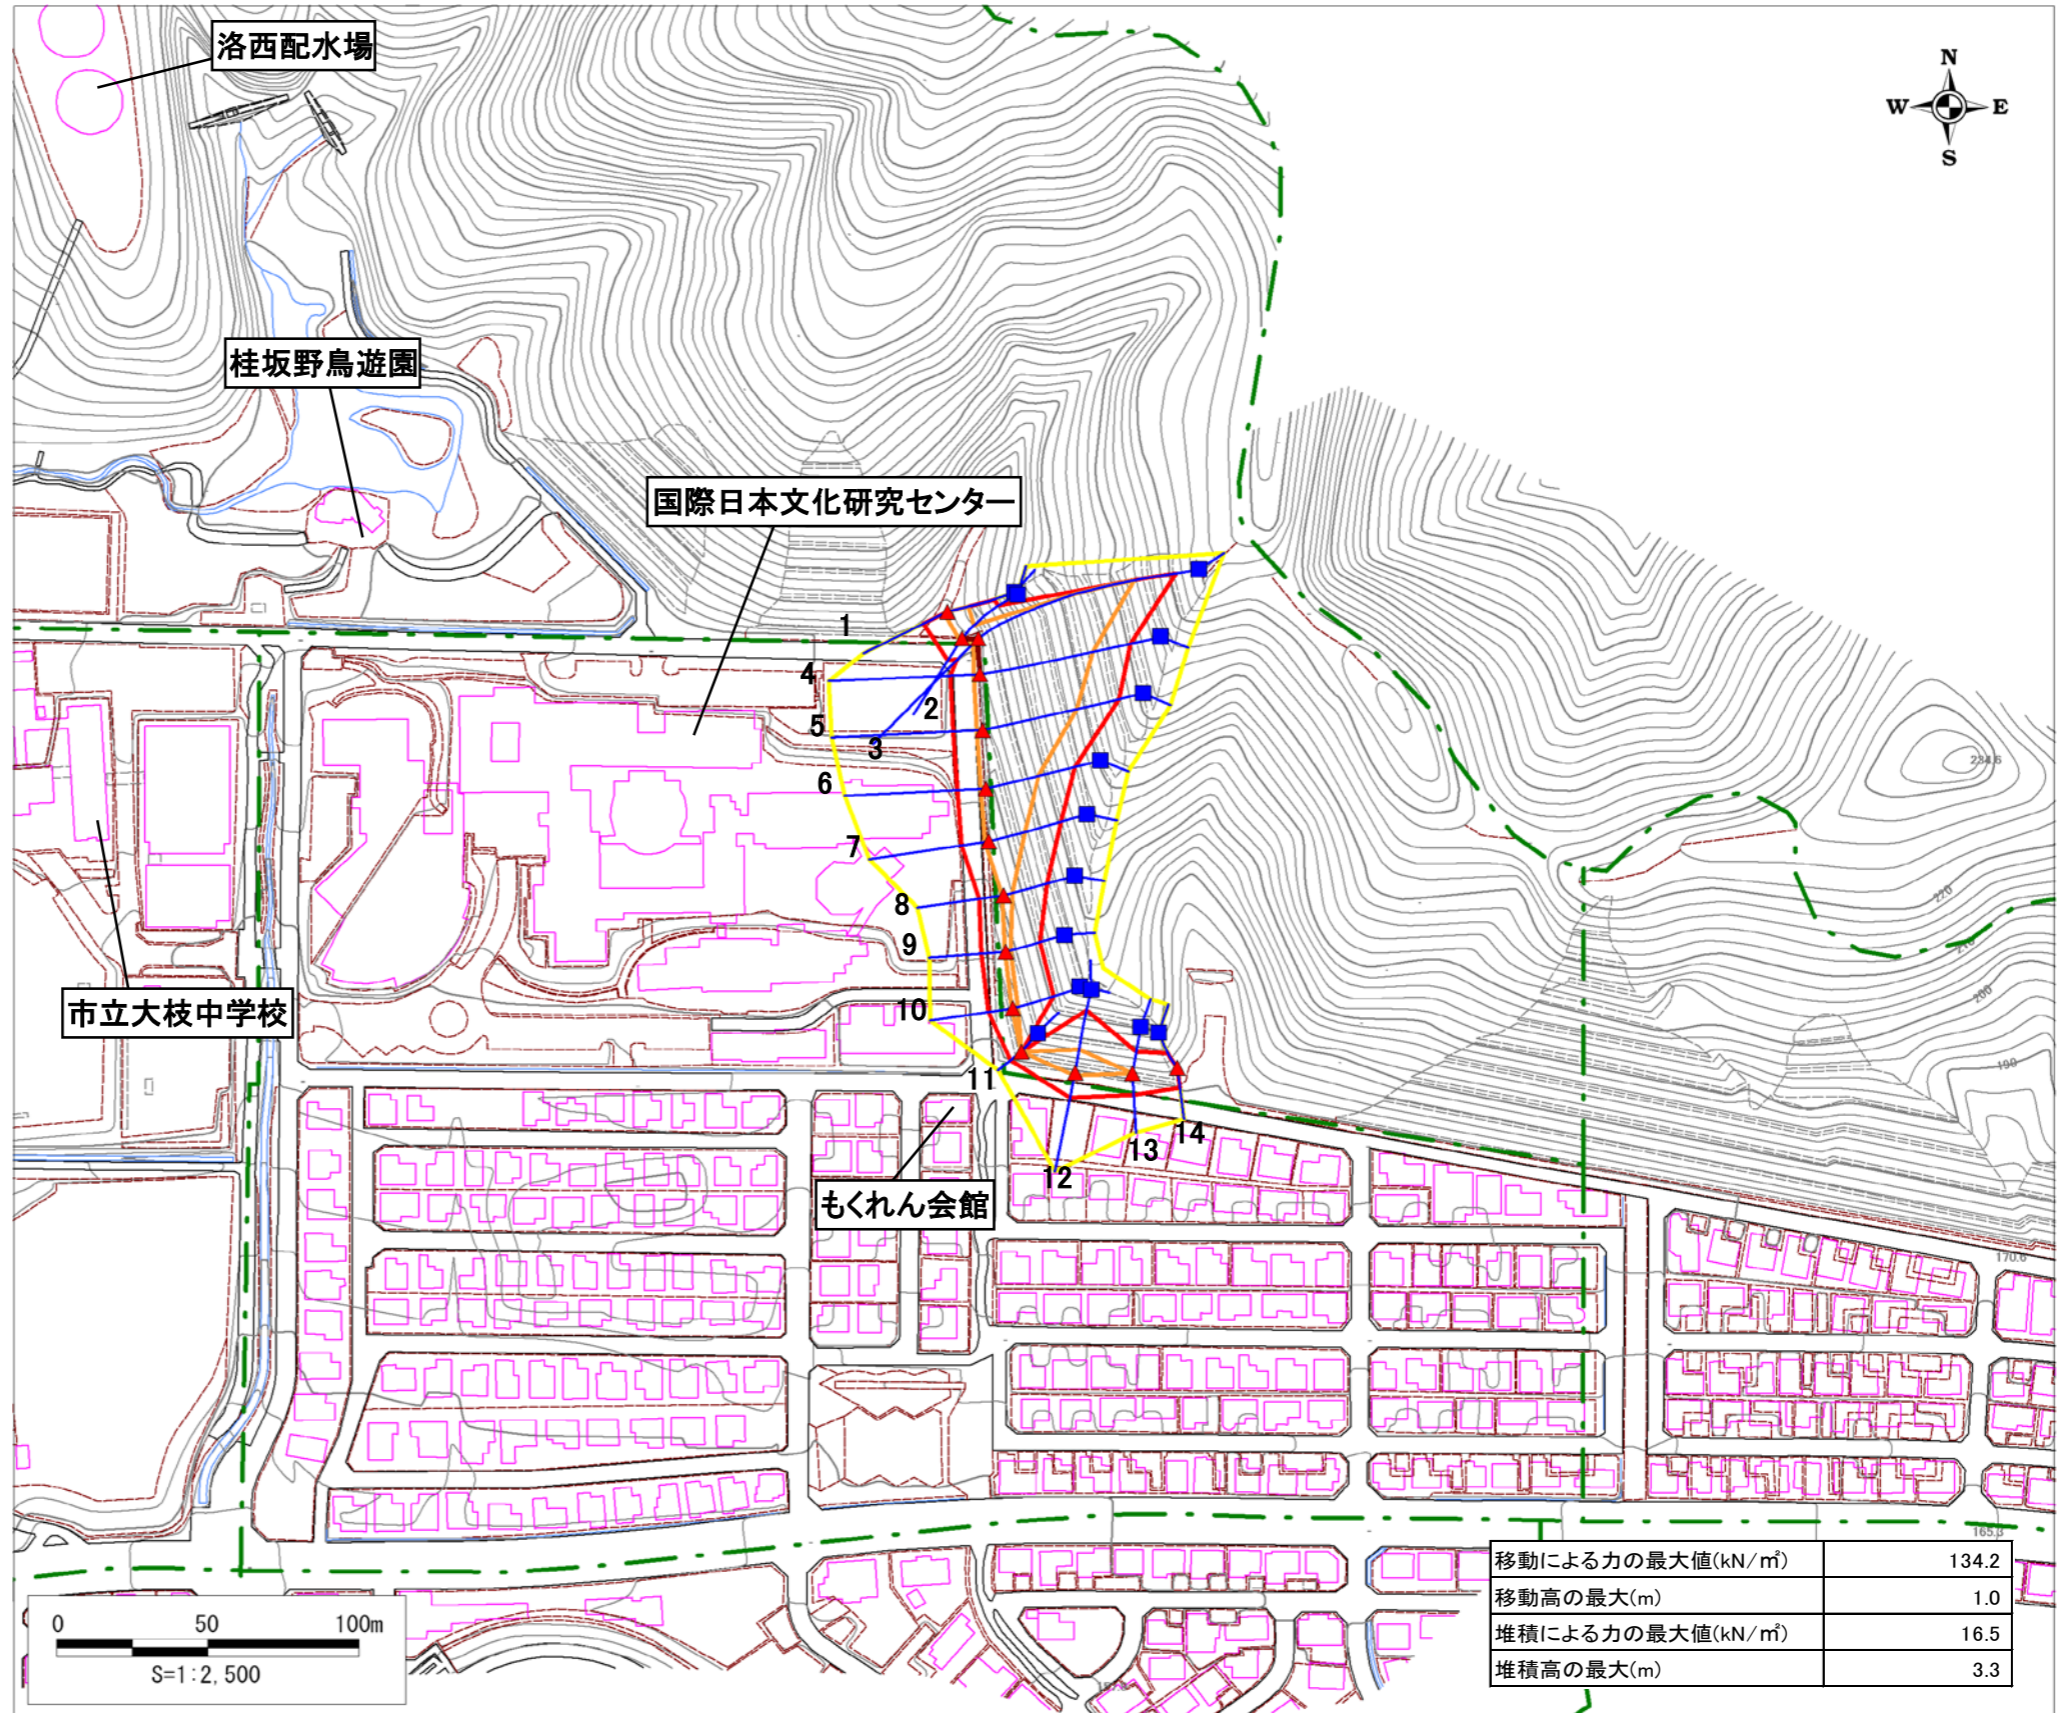 洛西配水場
N
W
E
S
桂坂野鳥遊園
国際日本文化研究センター
1
4
2
5
3
6
234.6
7
8
220
9
210
200
10
市立大枝中学校
190
11
14
13
12
もくれん会館
170.6
165.3
移動による力の最大値(kN/㎡) 134.2
移動高の最大(m) 1.0
堆積による力の最大値(kN/㎡) 16.5
堆積高の最大(m) 3.3
0 50 100m
S=1:2,500